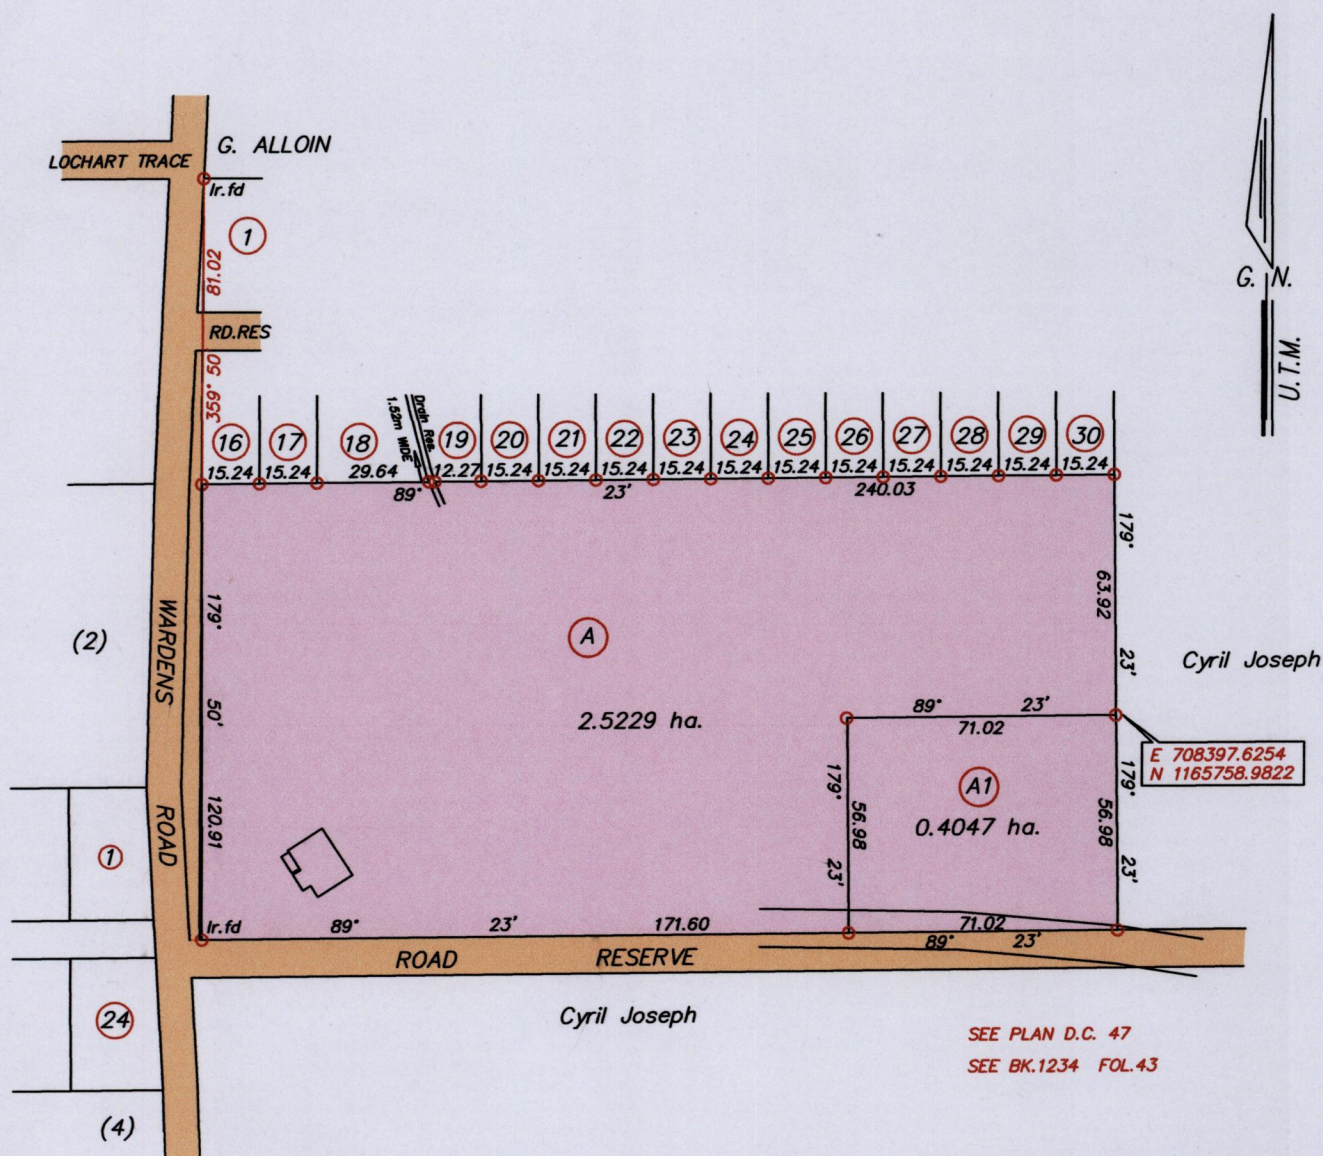 G. ALLOIN
LOCHART TRACE
Ir.fd
1
81.02
G. N.
RD.RES
U.T.M.
359° 50'
Drain Res.
1.52m WIDE
16 17 18 19 20 21 22 23 24 25 26 27 28 29 30
15.24 15.24 29.64 12.27 15.24 15.24 15.24 15.24 15.24 15.24 15.24 15.24 15.24 15.24 15.24
89° 23' 240.03
179°
63.92
23'
179°
50'
120.91
WARDENS
ROAD
(2)
A
2.5229 ha.
Cyril Joseph
89° 23'
71.02
E 708397.6254
N 1165758.9822
179°
56.98
23'
A1
0.4047 ha.
179°
56.98
23'
1
Ir.fd
89° 23' 171.60
71.02
89° 23'
ROAD RESERVE
Cyril Joseph
24
SEE PLAN D.C. 47
SEE BK.1234 FOL.43
(4)